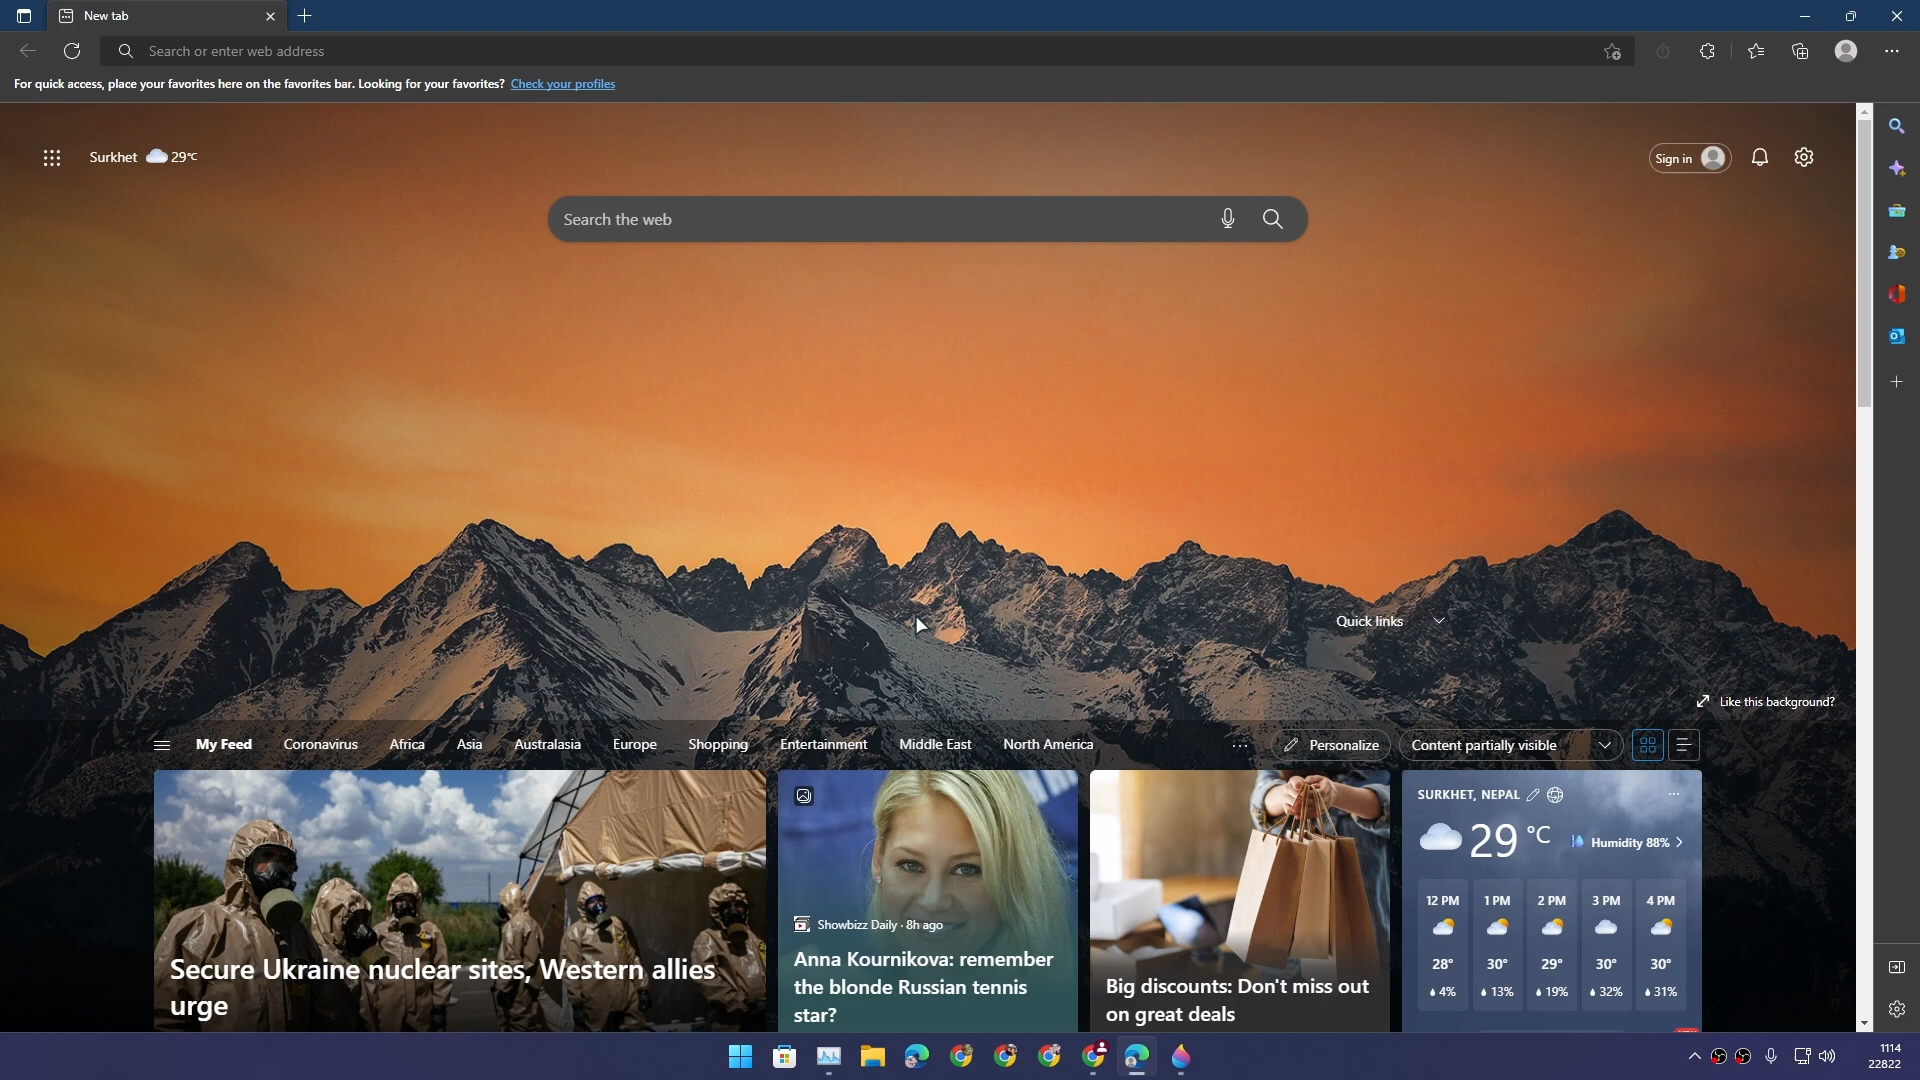 New tab
Search or enter web address
For quick access, place your favorites here on the favorites bar. Looking for your favorites? Check your profiles
Surkhet 29°C
Sign in
Search the web
Quick links
Like this background?
My Feed Coronavirus Africa Asia Australasia Europe Shopping Entertainment Middle East North America ... Personalize Content partially visible
Secure Ukraine nuclear sites, Western allies
urge
Showbizz Daily · 8h ago
Anna Kournikova: remember
the blonde Russian tennis
star?
Big discounts: Don't miss out
on great deals
SURKHET, NEPAL
29 °C Humidity 88%
12 PM 1 PM 2 PM 3 PM 4 PM
28° 30° 29° 30° 30°
4% 13% 19% 32% 31%
1114
22822